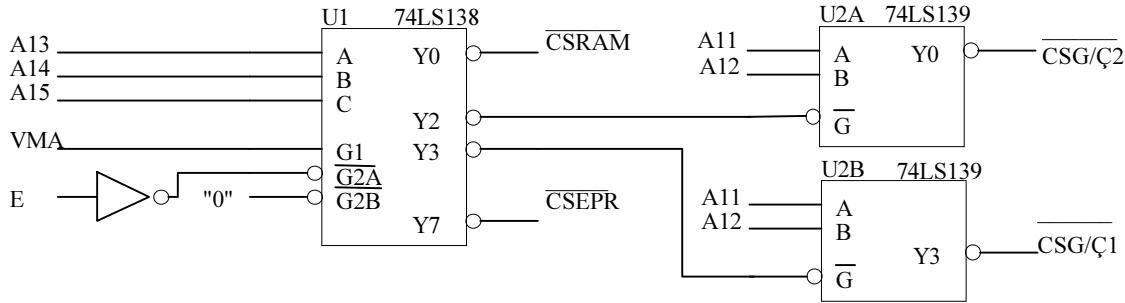 U1 74LS138
A13
A14
A15
VMA
E
"0"
A
B
C
G1
G2A
G2B
Y0
Y2
Y3
Y7
CSRAM
CSEPR
U2A 74LS139
A11
A12
A
B
G
Y0
CSG/Ç2
U2B 74LS139
A11
A12
A
B
G
Y3
CSG/Ç1